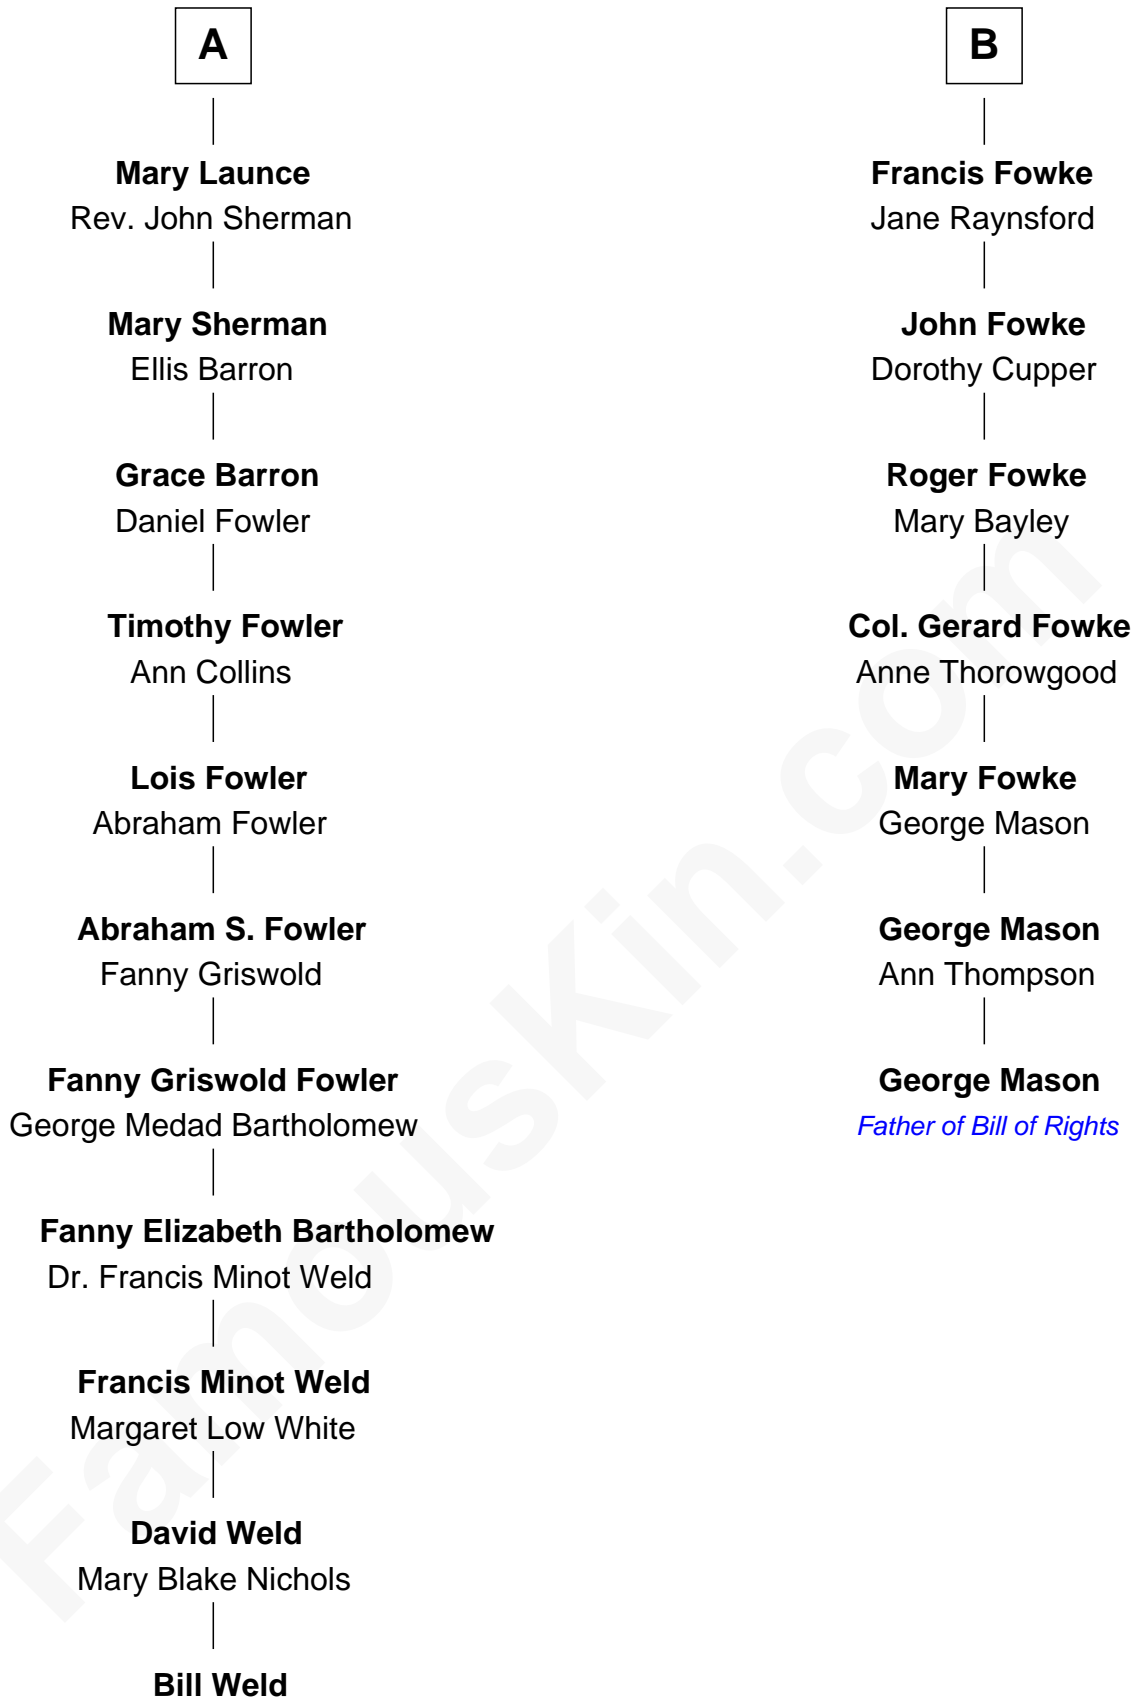 A
Mary Launce
Rev. John Sherman
Mary Sherman
Ellis Barron
Grace Barron
Daniel Fowler
Timothy Fowler
Ann Collins
Lois Fowler
Abraham Fowler
Abraham S. Fowler
Fanny Griswold
Fanny Griswold Fowler
George Medad Bartholomew
Fanny Elizabeth Bartholomew
Dr. Francis Minot Weld
Francis Minot Weld
Margaret Low White
David Weld
Mary Blake Nichols
Bill Weld
B
Francis Fowke
Jane Raynsford
John Fowke
Dorothy Cupper
Roger Fowke
Mary Bayley
Col. Gerard Fowke
Anne Thorowgood
Mary Fowke
George Mason
George Mason
Ann Thompson
George Mason
Father of Bill of Rights
FamousKin.com